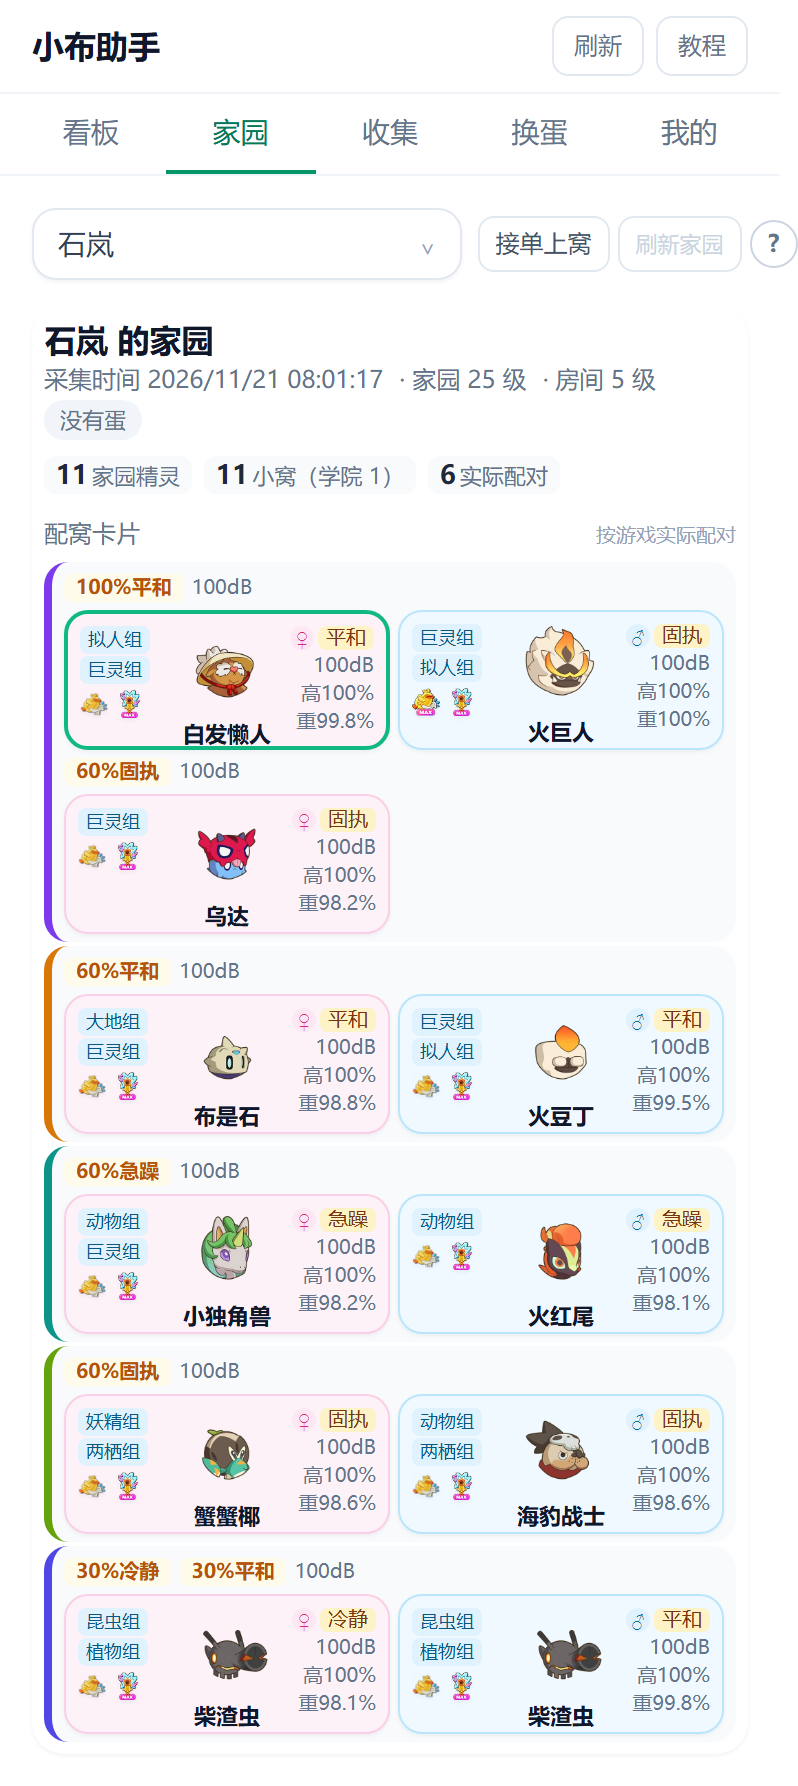 小布助手
刷新
教程
看板
家园
收集
换蛋
我的
石岚
接单上窝
刷新家园
?
石岚 的家园
采集时间 2026/11/21 08:01:17 · 家园 25 级 · 房间 5 级
没有蛋
11 家园精灵
11 小窝（学院 1）
6 实际配对
配窝卡片
按游戏实际配对
100%平和 100dB
拟人组
巨灵组
MAX
白发懒人
♀ 平和
100dB
高100%
重99.8%
巨灵组
拟人组
MAX
MAX
火巨人
♂ 固执
100dB
高100%
重100%
60%固执 100dB
巨灵组
MAX
乌达
♀ 固执
100dB
高100%
重98.2%
60%平和 100dB
大地组
巨灵组
MAX
布是石
♀ 平和
100dB
高100%
重98.8%
巨灵组
拟人组
MAX
火豆丁
♂ 平和
100dB
高100%
重99.5%
60%急躁 100dB
动物组
巨灵组
MAX
小独角兽
♀ 急躁
100dB
高100%
重98.2%
动物组
MAX
火红尾
♂ 急躁
100dB
高100%
重98.1%
60%固执 100dB
妖精组
两栖组
MAX
蟹蟹椰
♀ 固执
100dB
高100%
重98.6%
动物组
两栖组
MAX
海豹战士
♂ 固执
100dB
高100%
重98.6%
30%冷静 30%平和 100dB
昆虫组
植物组
MAX
柴渣虫
♀ 冷静
100dB
高100%
重98.1%
昆虫组
植物组
MAX
柴渣虫
♂ 平和
100dB
高100%
重99.8%